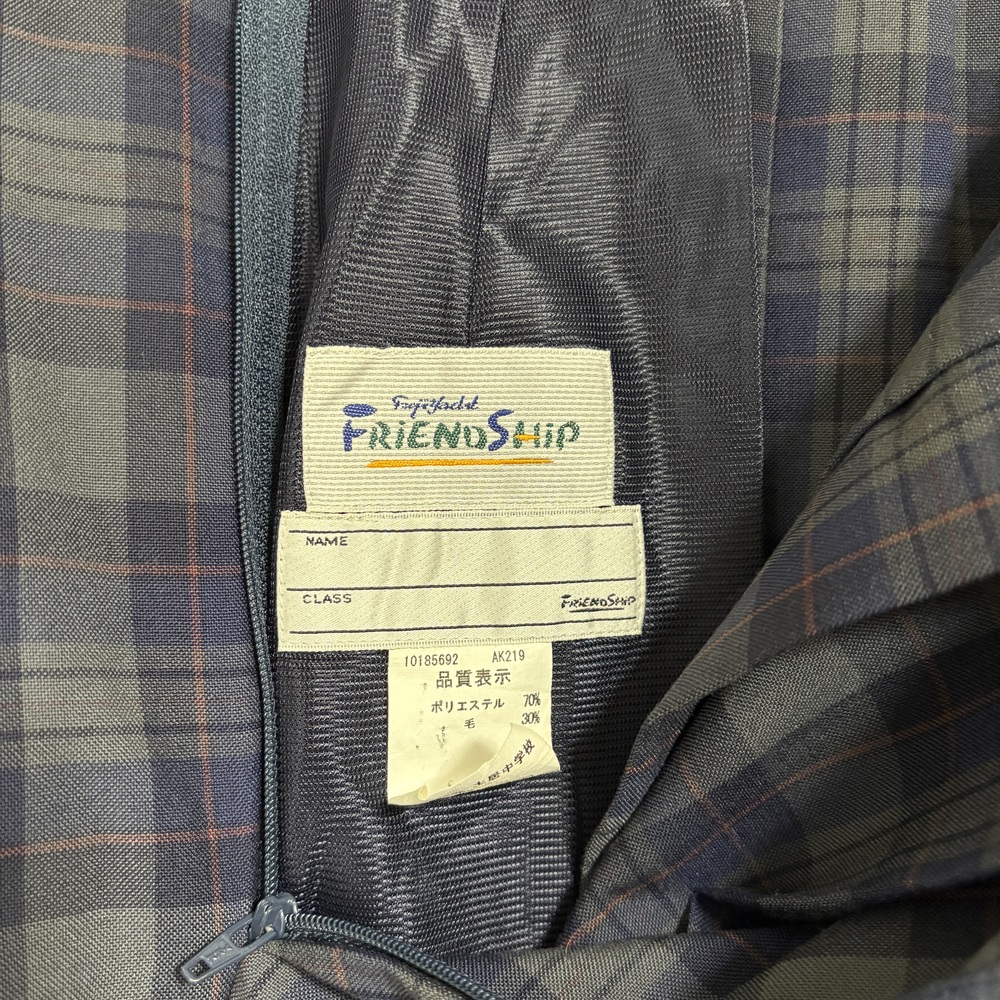 FujiYacht
FRiENDSHiP
NAME
CLASS
FRiENDSHiP
10185692 AK219
品質表示
ポリエステル 70%
毛 30%
中学校